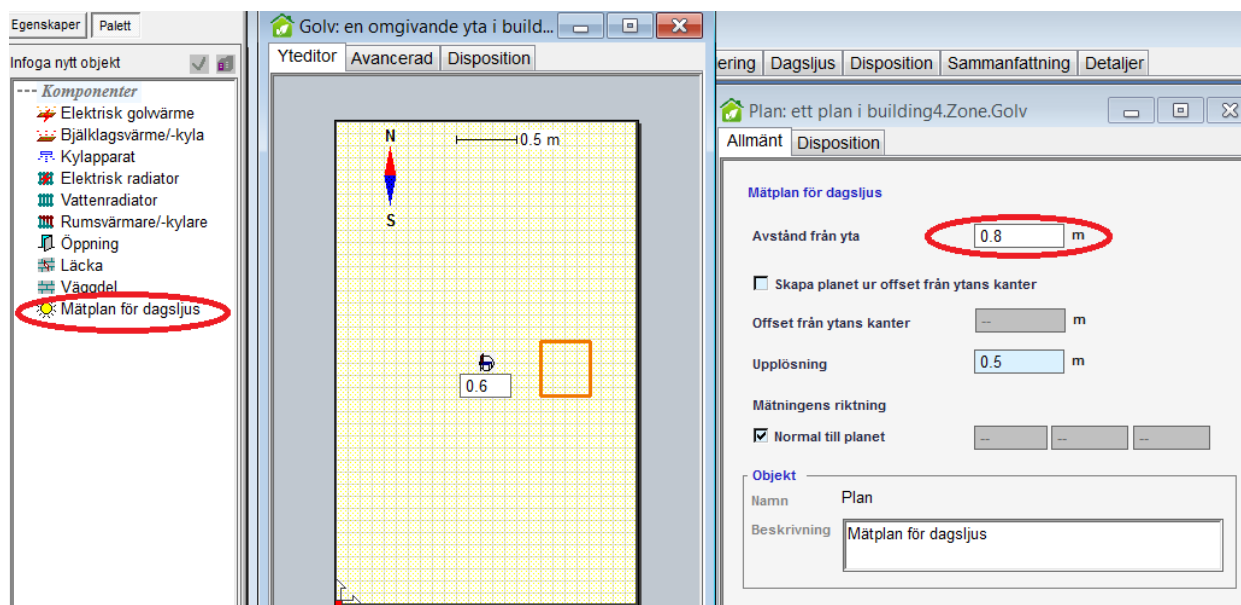 Egenskaper Palett
Infoga nytt objekt
--- Komponenter
Elektrisk golvärme
Bjälklagsvärme/-kyla
Kylapparat
Elektrisk radiator
Vattenradiator
Rumsvärmare/-kylare
Öppning
Läcka
Väggdel
Mätplan för dagsljus
Golv: en omgivande yta i build...
Yteditor Avancerad Disposition
N
0.5 m
S
0.6
ering Dagsljus Disposition Sammanfattning Detaljer
Plan: ett plan i building4.Zone.Golv
Allmänt Disposition
Mätplan för dagsljus
Avstånd från yta 0.8 m
Skapa planet ur offset från ytans kanter
Offset från ytans kanter -- m
Upplösning 0.5 m
Mätningens riktning
Normal till planet -- -- --
Objekt
Namn Plan
Beskrivning Mätplan för dagsljus